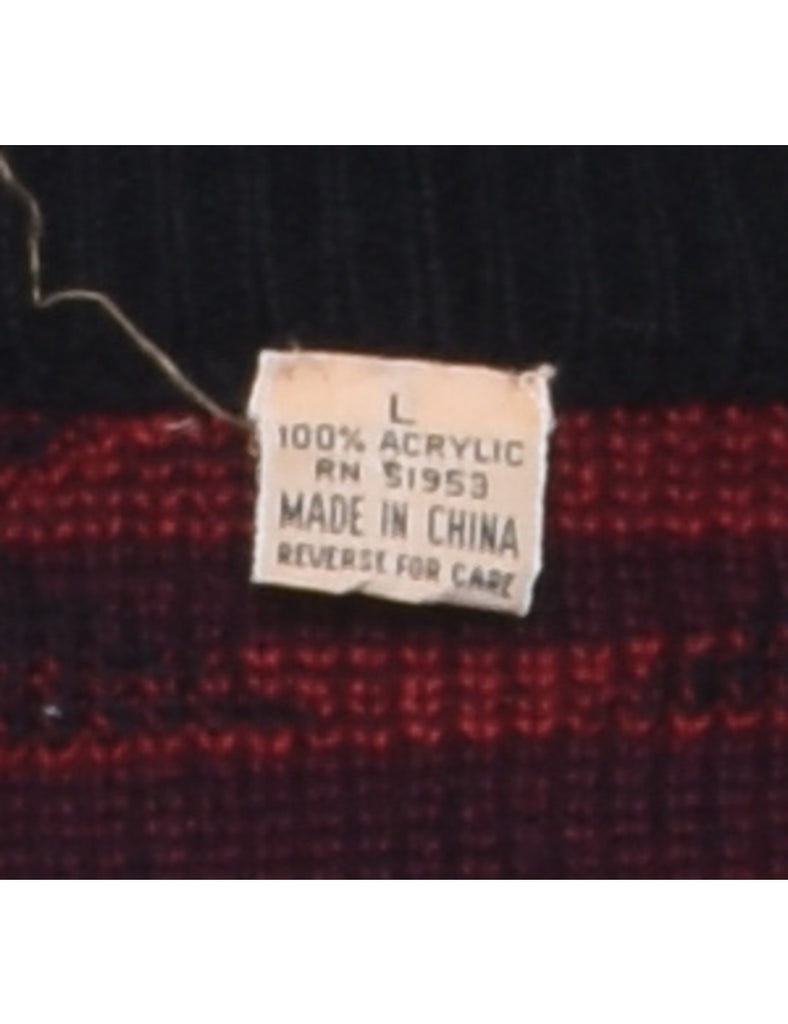 L
100% ACRYLIC
RN 51953
MADE IN CHINA
REVERSE FOR CARE